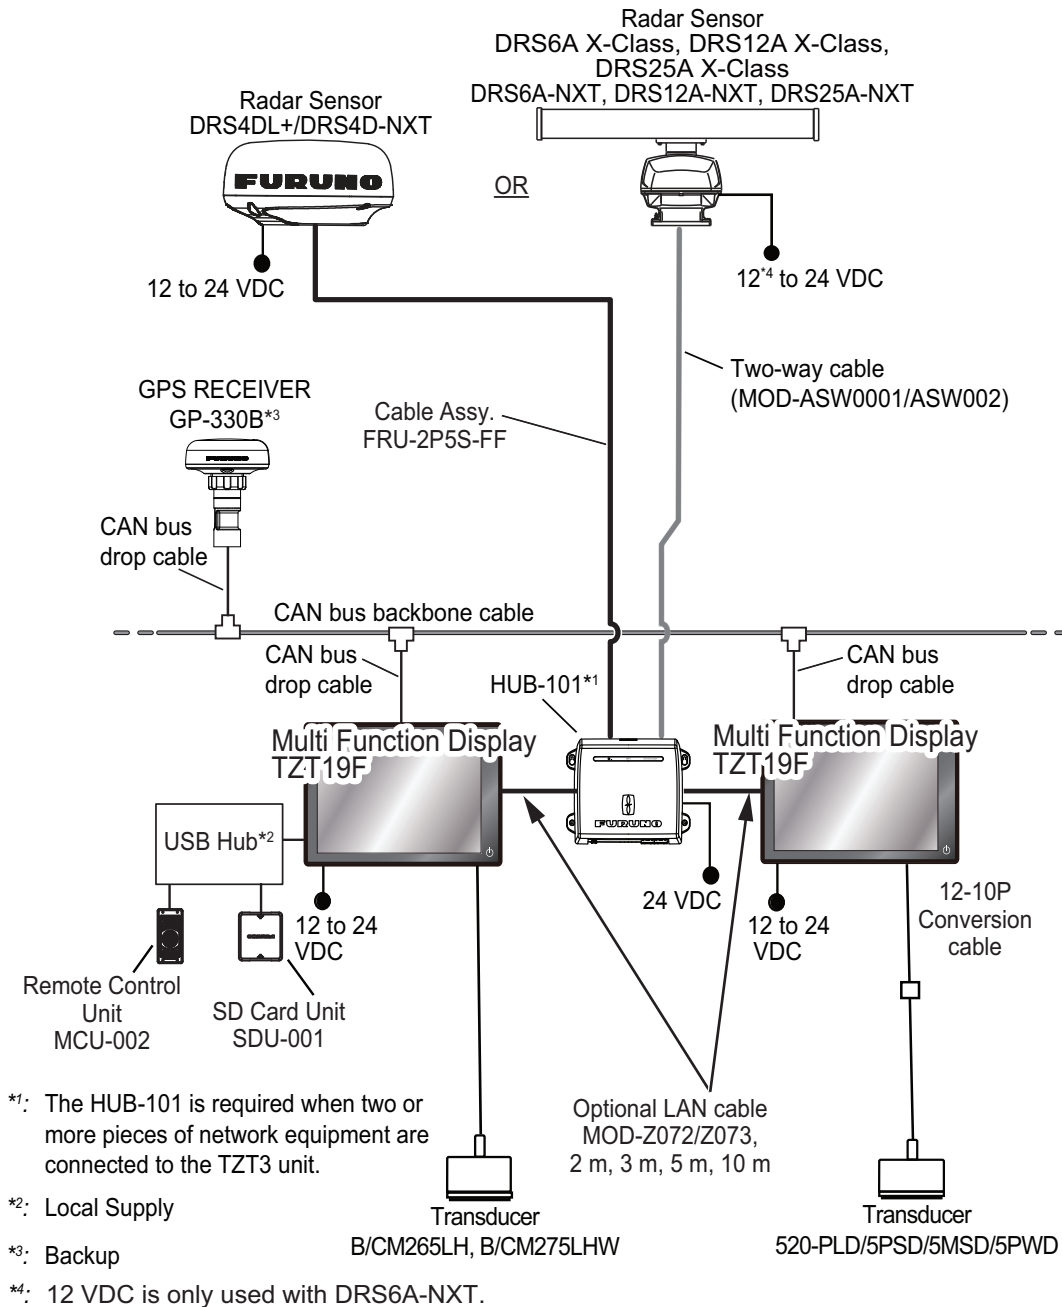 Radar Sensor
DRS6A X-Class, DRS12A X-Class,
DRS25A X-Class
DRS6A-NXT, DRS12A-NXT, DRS25A-NXT
Radar Sensor
DRS4DL+/DRS4D-NXT
FURUNO
OR
12 to 24 VDC
12*4 to 24 VDC
Two-way cable
(MOD-ASW0001/ASW002)
GPS RECEIVER
GP-330B*3
Cable Assy.
FRU-2P5S-FF
CAN bus
drop cable
CAN bus backbone cable
CAN bus
drop cable
HUB-101*1
CAN bus
drop cable
Multi Function Display
TZT19F
Multi Function Display
TZT19F
FURUNO
USB Hub*2
12 to 24
VDC
24 VDC
12 to 24
VDC
12-10P
Conversion
cable
Remote Control
Unit
MCU-002
SD Card Unit
SDU-001
Optional LAN cable
MOD-Z072/Z073,
2 m, 3 m, 5 m, 10 m
Transducer
B/CM265LH, B/CM275LHW
Transducer
520-PLD/5PSD/5MSD/5PWD
*1: The HUB-101 is required when two or
more pieces of network equipment are
connected to the TZT3 unit.
*2: Local Supply
*3: Backup
*4: 12 VDC is only used with DRS6A-NXT.